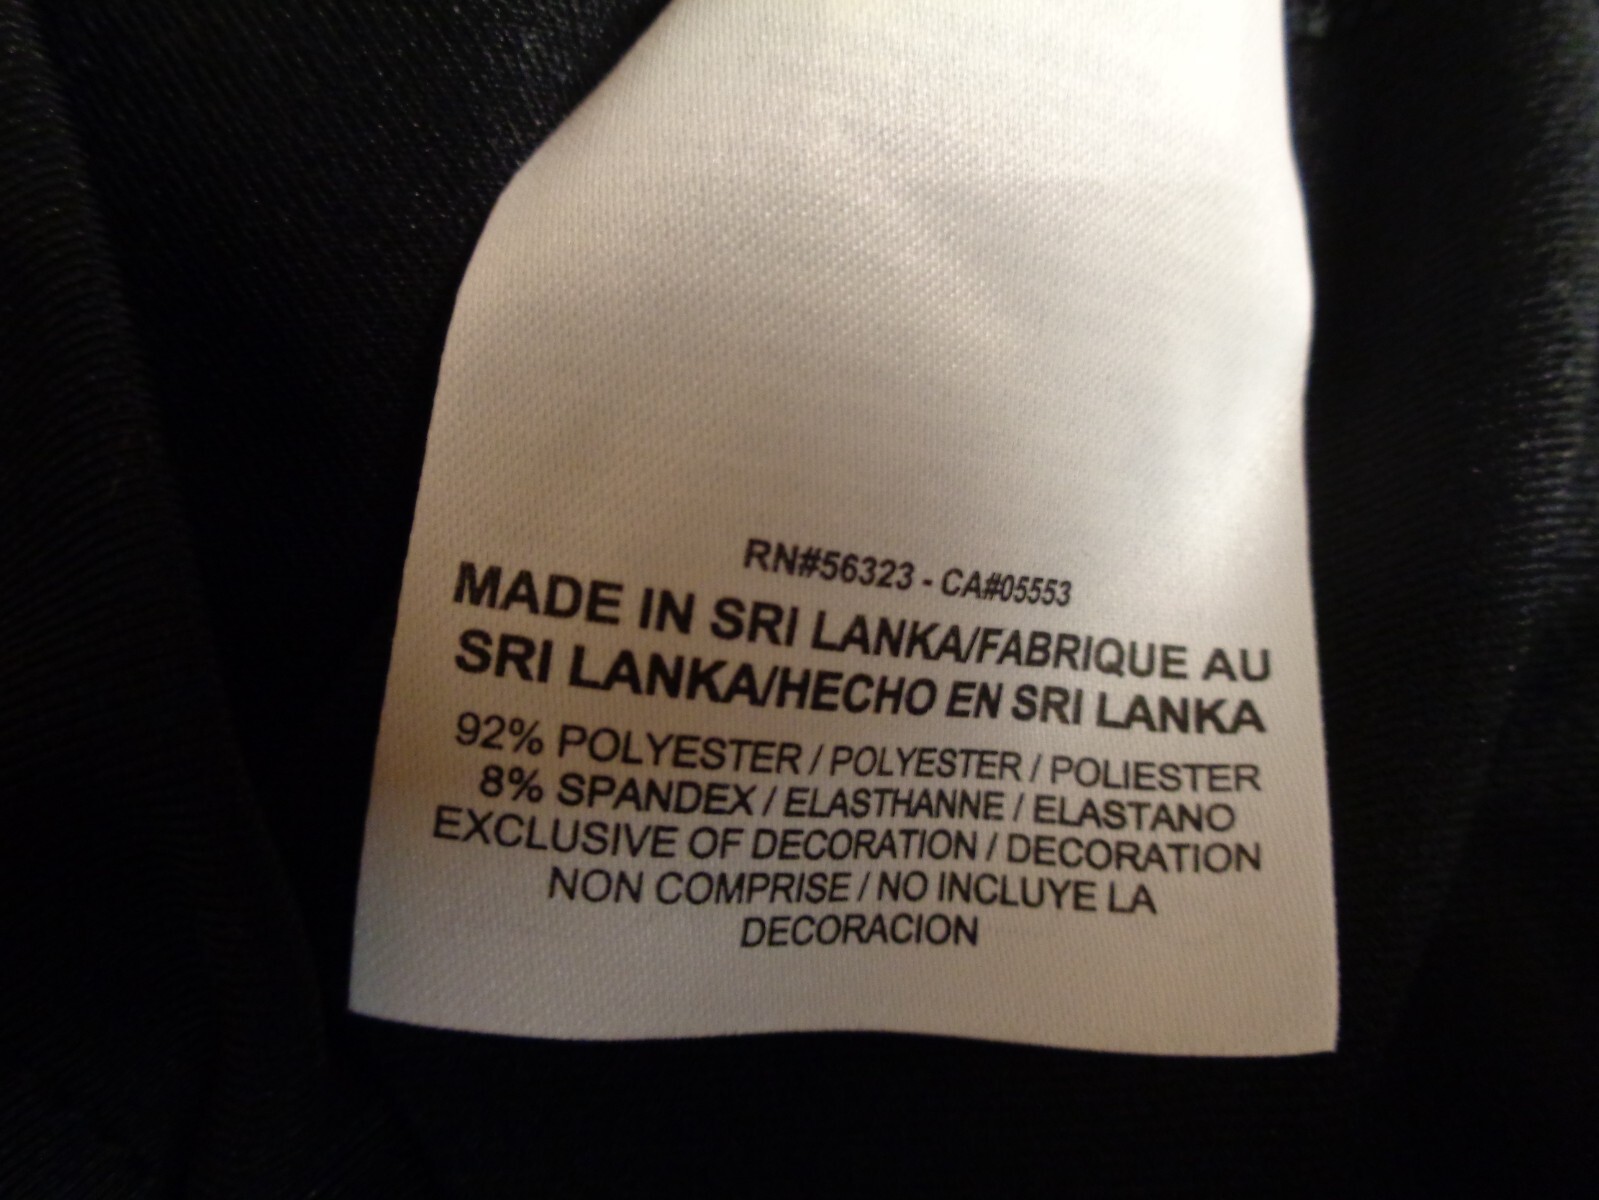 RN#56323 - CA#05553
MADE IN SRI LANKA/FABRIQUE AU
SRI LANKA/HECHO EN SRI LANKA
92% POLYESTER / POLYESTER / POLIESTER
8% SPANDEX / ELASTHANNE / ELASTANO
EXCLUSIVE OF DECORATION / DECORATION
NON COMPRISE / NO INCLUYE LA
DECORACION